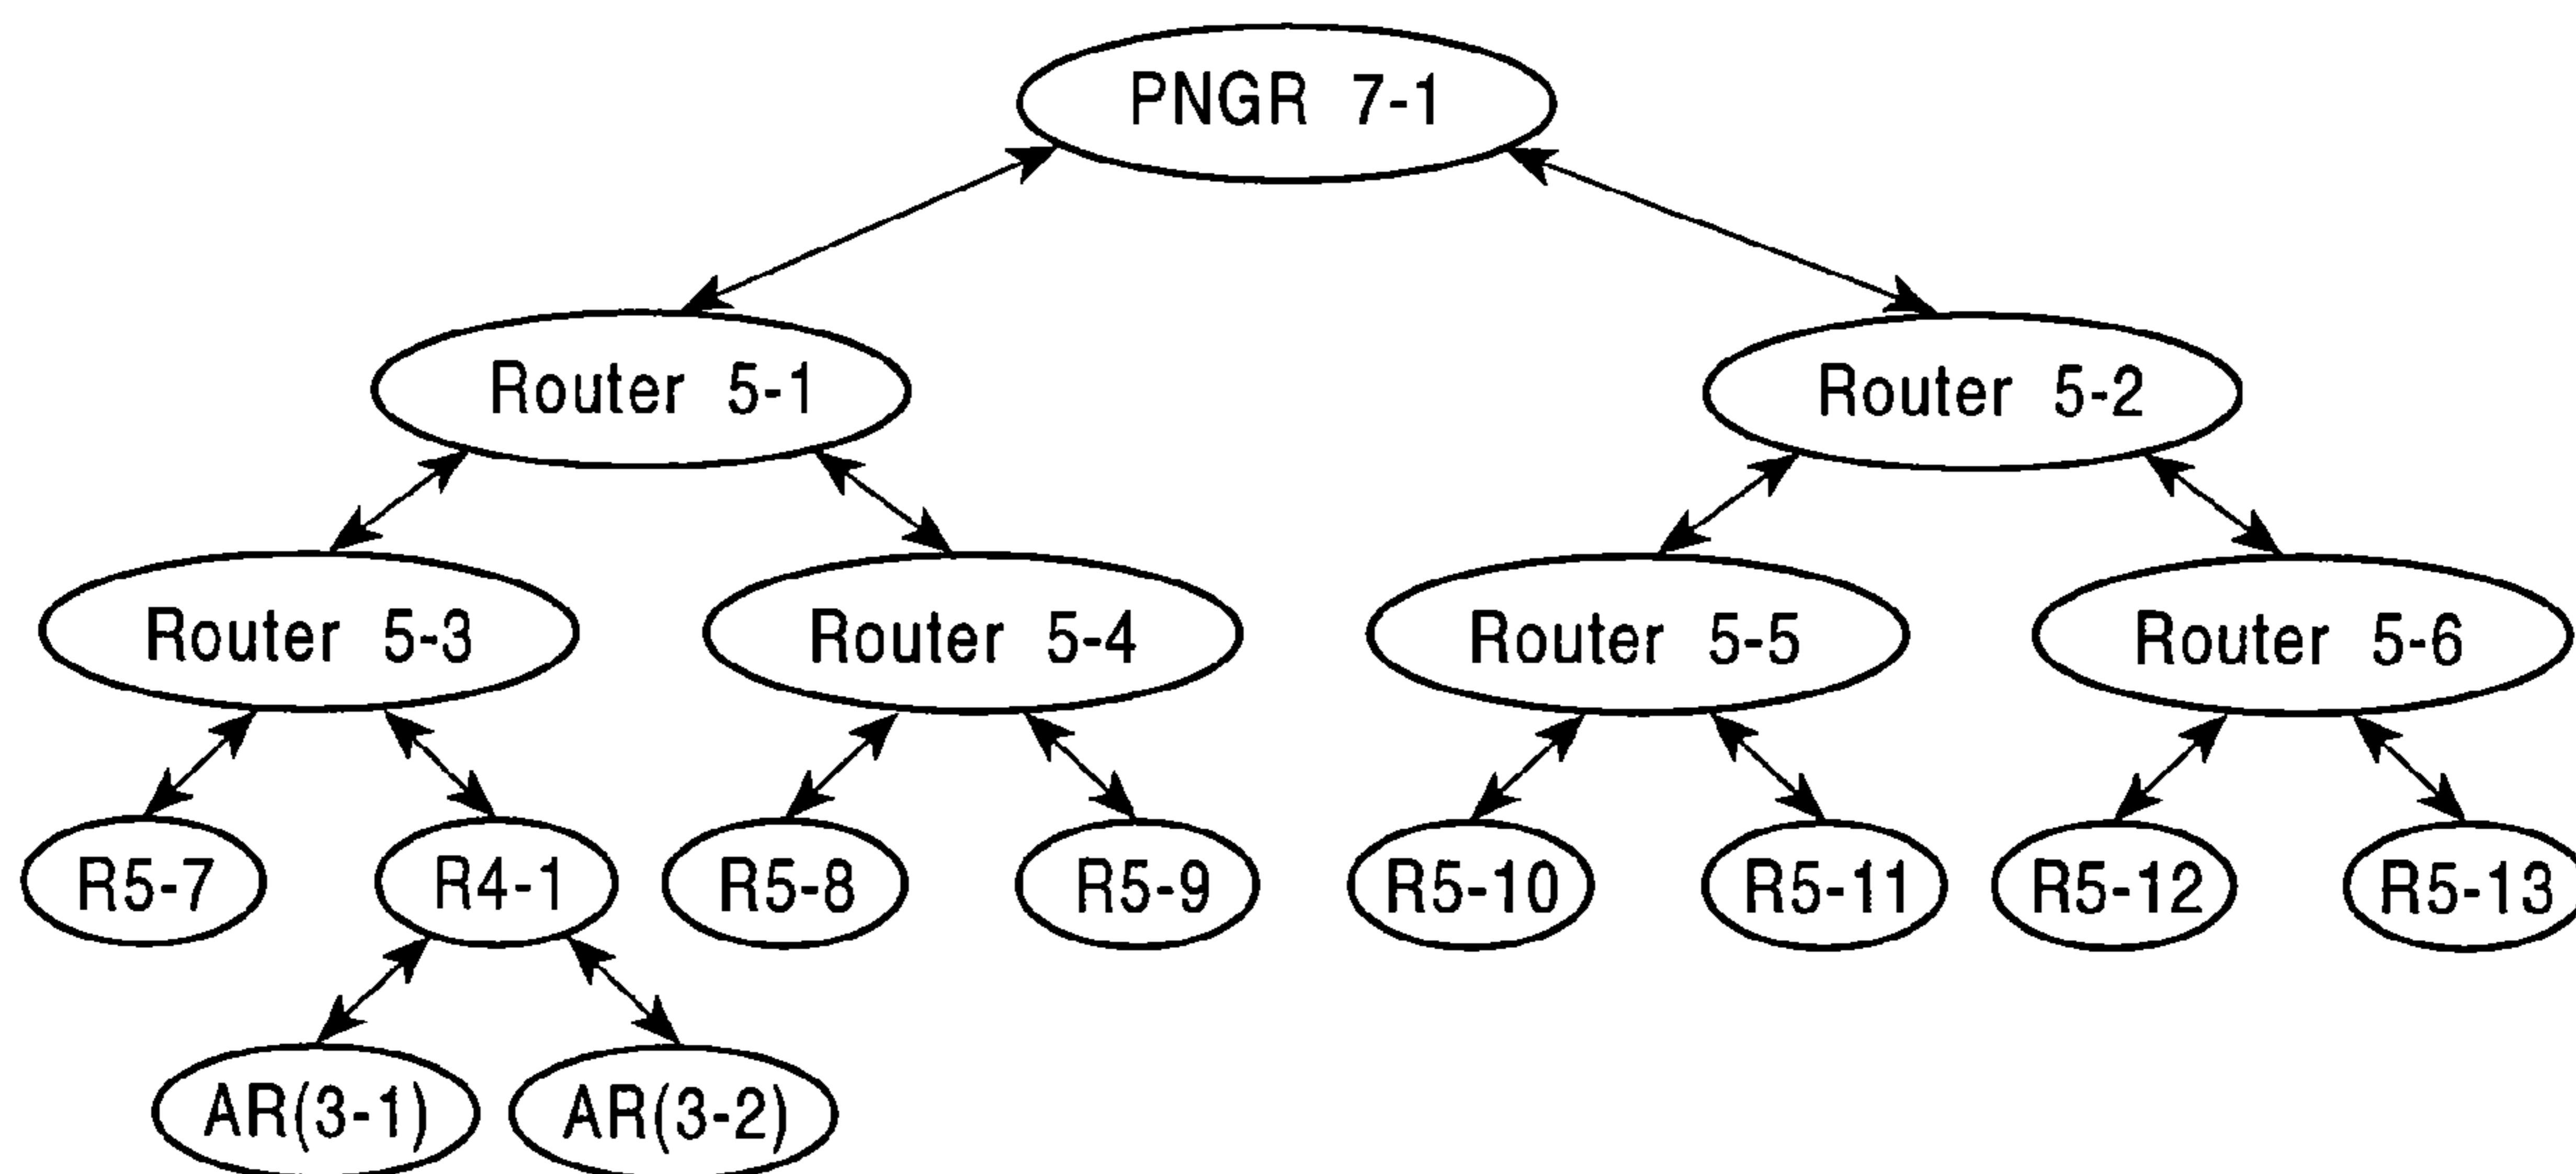 PNGR 7-1
Router 5-1
Router 5-2
Router 5-3
Router 5-4
Router 5-5
Router 5-6
R5-7
R4-1
R5-8
R5-9
R5-10
R5-11
R5-12
R5-13
AR(3-1)
AR(3-2)